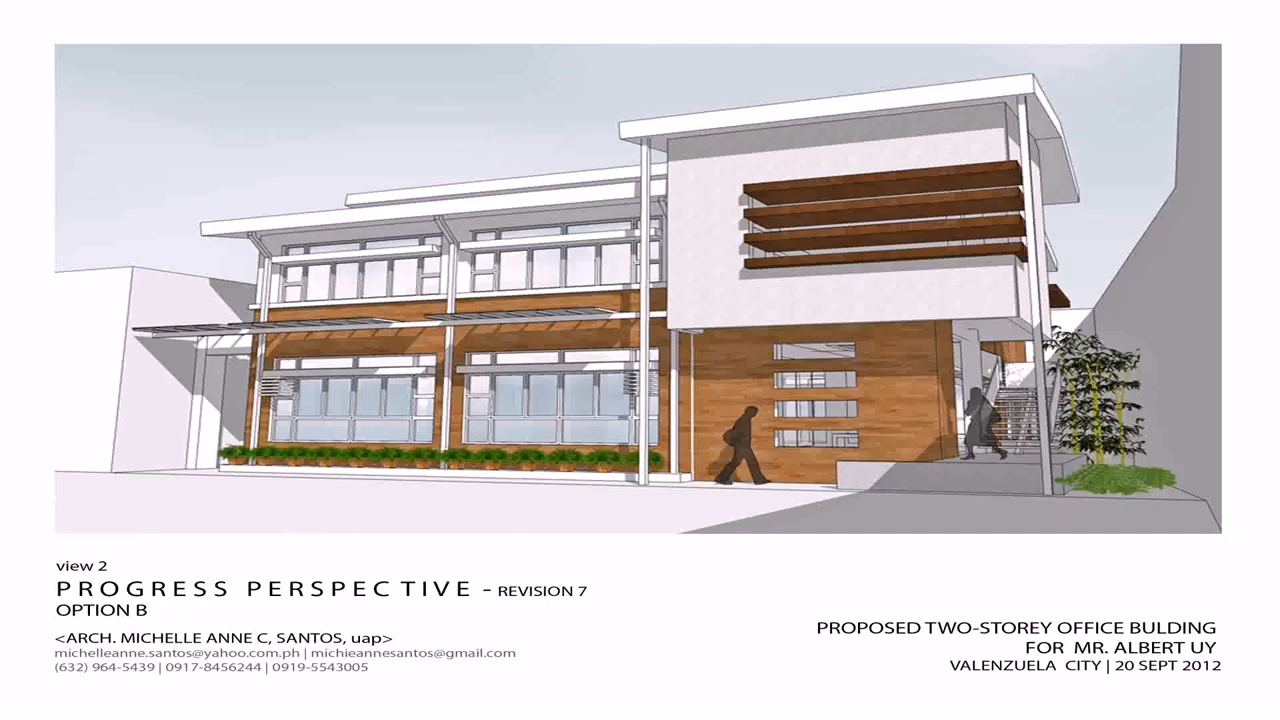 view 2
PROGRESS PERSPECTIVE - REVISION 7
OPTION B
<ARCH. MICHELLE ANNE C, SANTOS, uap>
michelleanne.santos@yahoo.com.ph | michieannesantos@gmail.com
(632) 964-5439 | 0917-8456244 | 0919-5543005
PROPOSED TWO-STOREY OFFICE BULDING
FOR MR. ALBERT UY
VALENZUELA CITY | 20 SEPT 2012